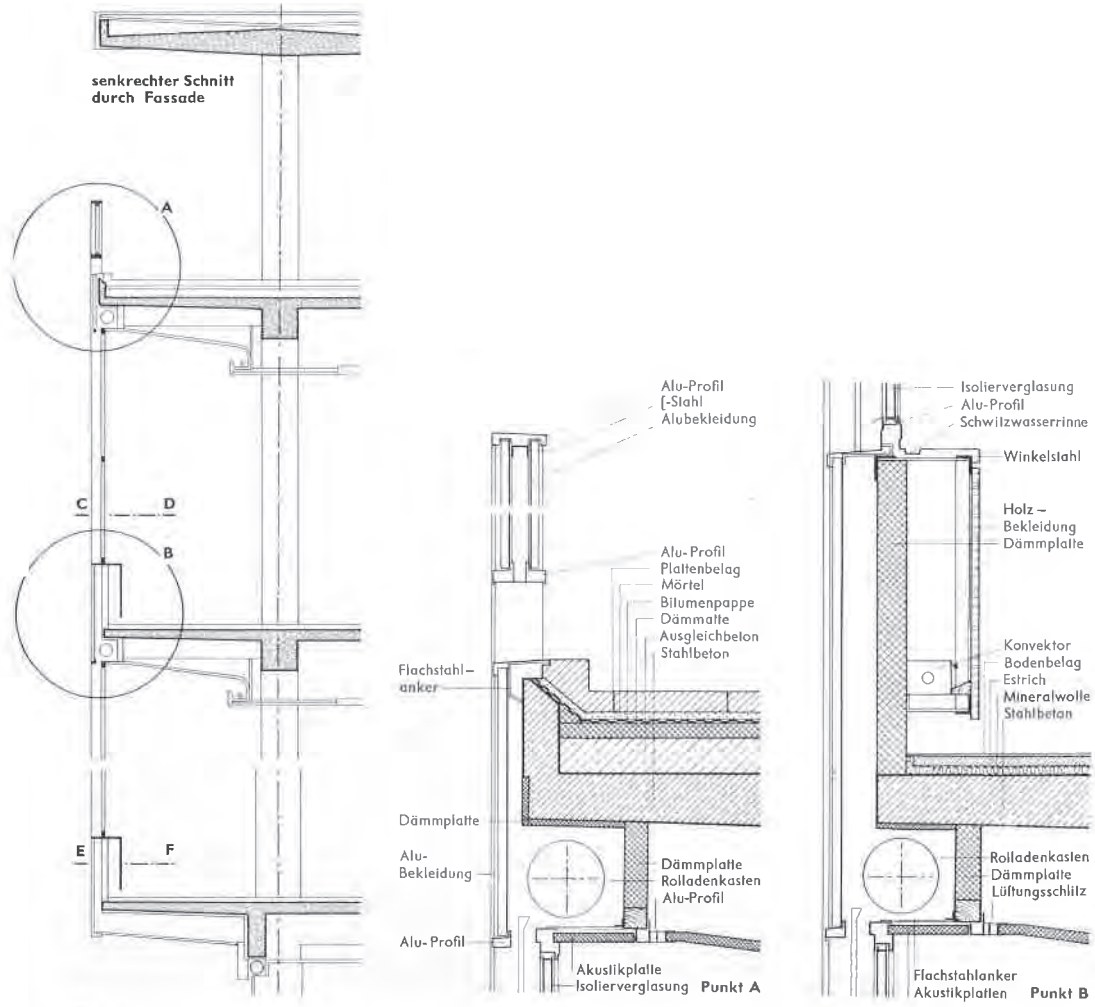 senkrechter Schnitt
durch Fassade
A
C D
B
E F
Alu-Profil
[-Stahl
Alubekleidung
Alu-Profil
Plattenbelag
Mörtel
Bitumenpappe
Dämmatte
Ausgleichbeton
Stahlbeton
Flachstahl-
anker
Dämmplatte
Alu-
Bekleidung
Alu-Profil
Dämmplatte
Rolladenkasten
Alu-Profil
Akustikplatte
Isolierverglasung
Punkt A
Isolierverglasung
Alu-Profil
Schwitzwasserrinne
Winkelstahl
Holz-
Bekleidung
Dämmplatte
Konvektor
Bodenbelag
Estrich
Mineralwolle
Stahlbeton
Rolladenkasten
Dämmplatte
Lüftungsschlitz
Flachstahlanker
Akustikplatten
Punkt B